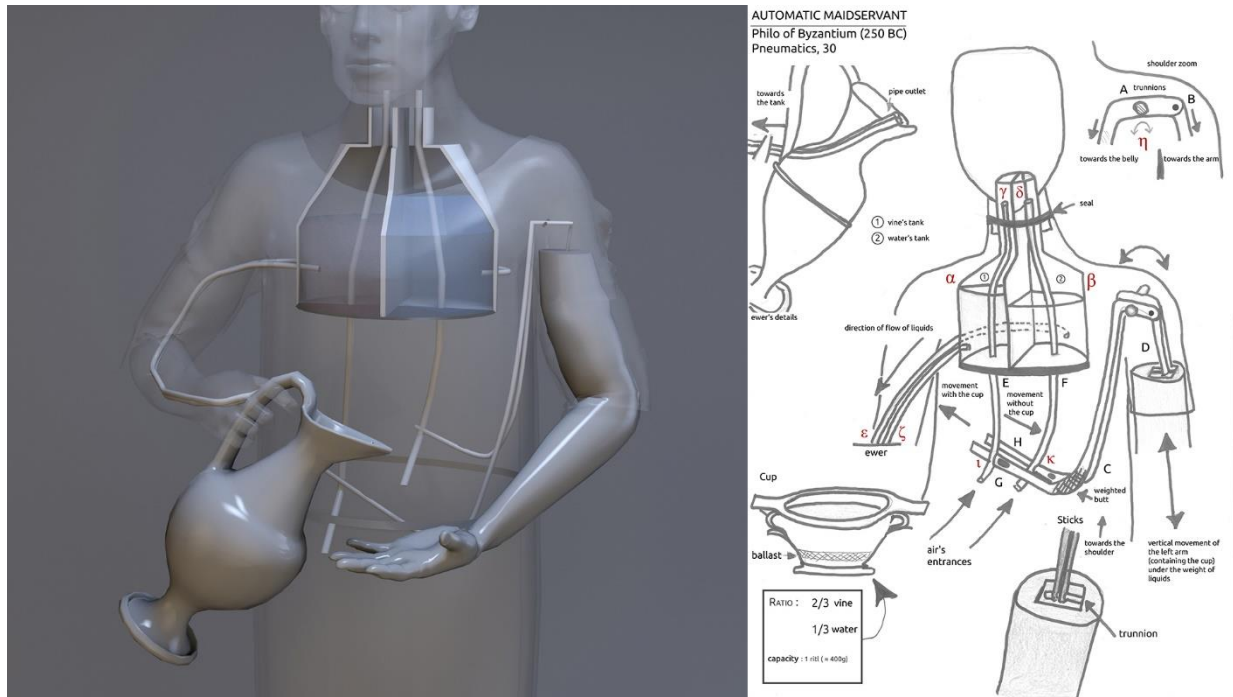 AUTOMATIC MAIDSERVANT
Philo of Byzantium (250 BC)
Pneumatics, 30
towards
the tank
pipe outlet
ewer's details
① vine's tank
② water's tank
shoulder zoom
A
trunnions
B
η
towards the belly
towards the arm
γ
δ
seal
α
①
②
β
direction of flow of liquids
D
E
F
movement
with the cup
movement
without
the cup
ε
ζ
ewer
H
ι
κ
G
C
weighted
butt
Cup
ballast
air's
entrances
Sticks
towards
the
shoulder
vertical movement of
the left arm
(containing the cup)
under the weight of
liquids
trunnion
RATIO : 2/3 vine
1/3 water
capacity : 1 ritl (= 400g)